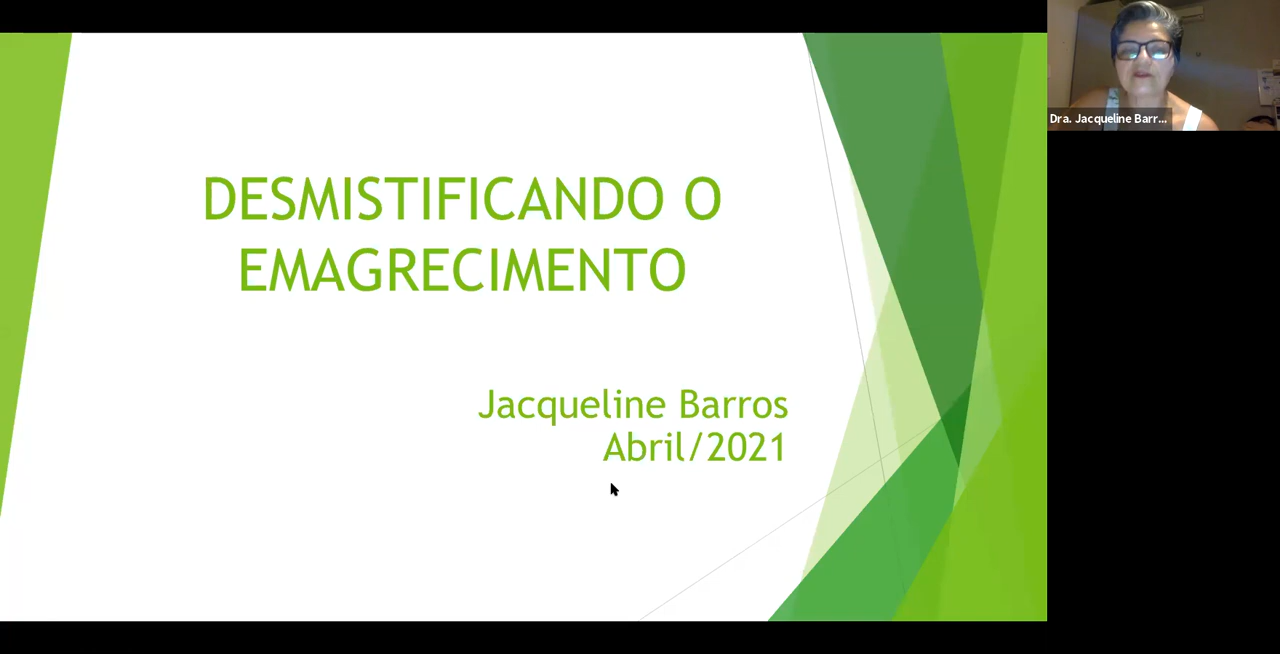 DESMISTIFICANDO O
EMAGRECIMENTO
Jacqueline Barros
Abril/2021
Dra. Jacqueline Barr...